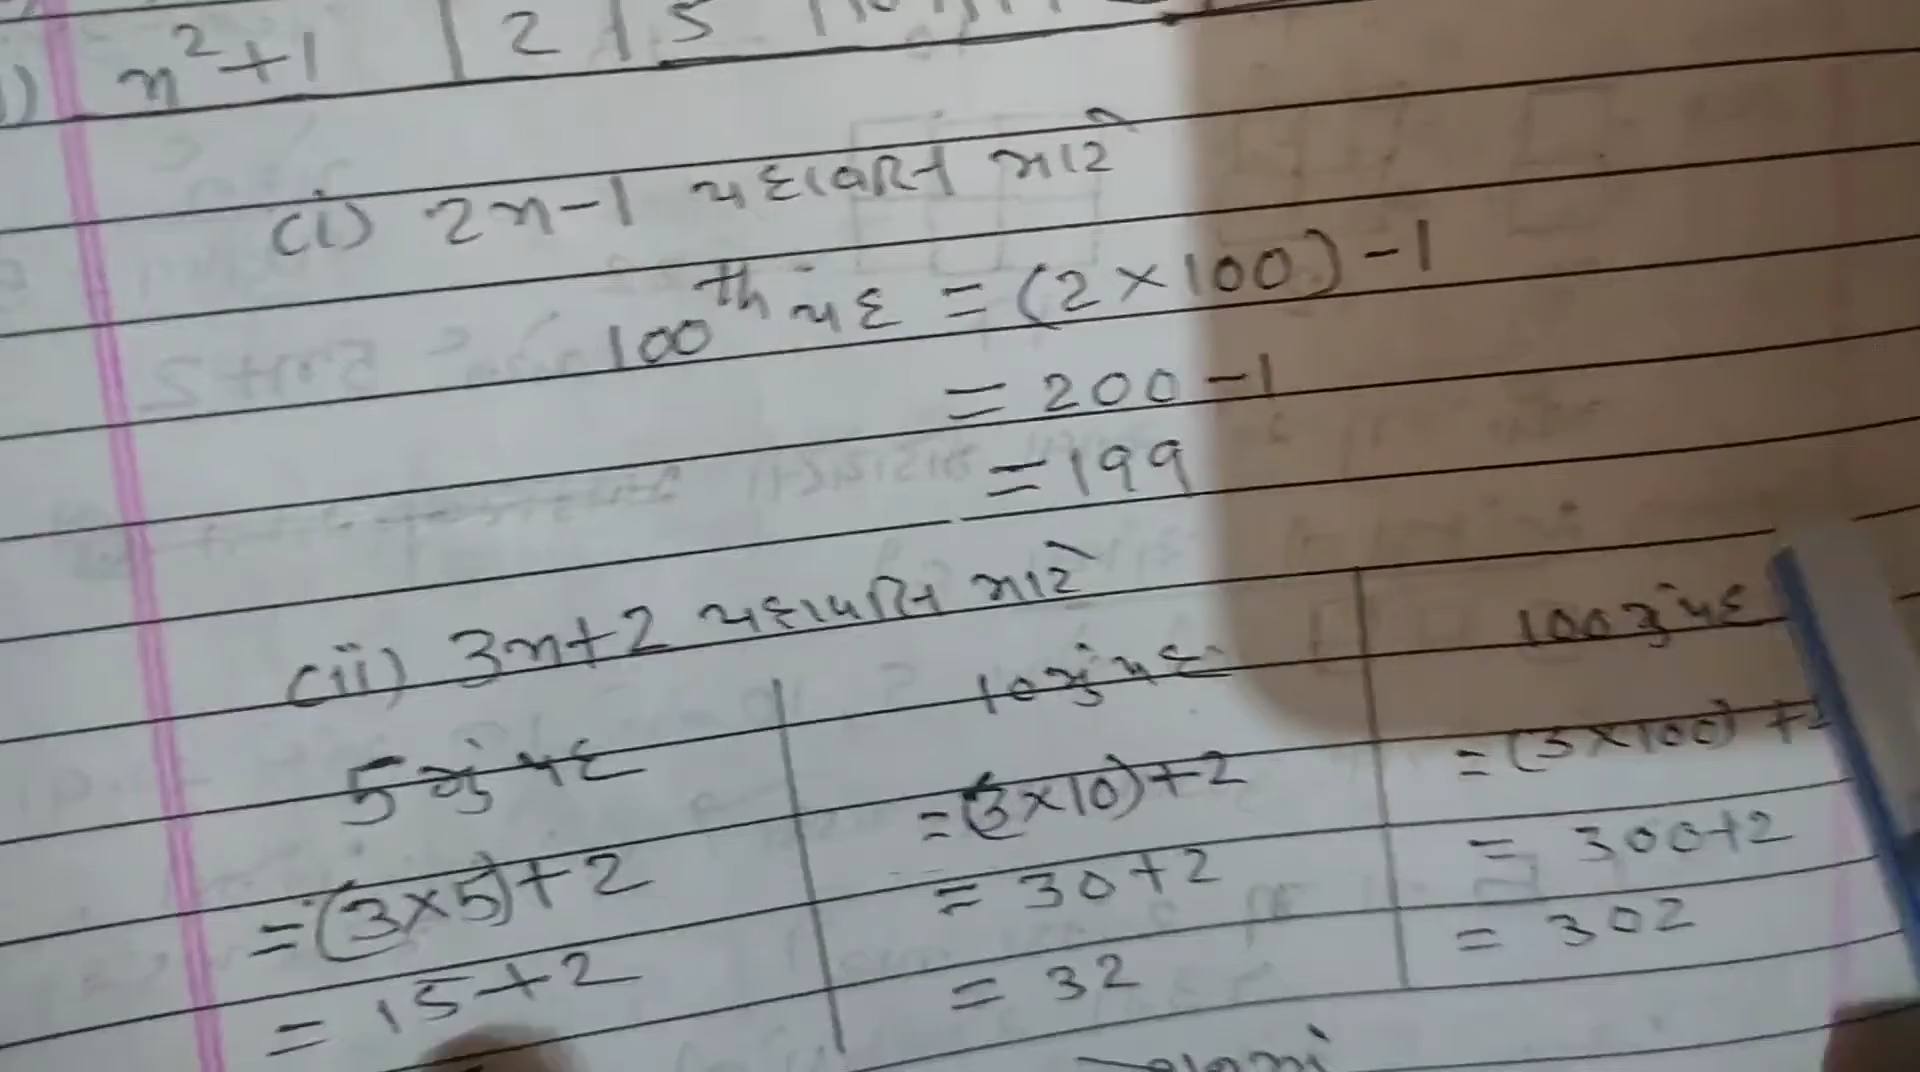 n²+1 | 2 | 5
(i) 2n-1 પદાવલિ માટે
100th પદ = (2×100)-1
= 200-1
= 199
(ii) 3n+2 પદાવલિ માટે
5 મું પદ
= (3×5)+2
= 15+2
10મું પદ
= (3×10)+2
= 30+2
= 32
100મું પદ
= (3×100)+2
= 300+2
= 302